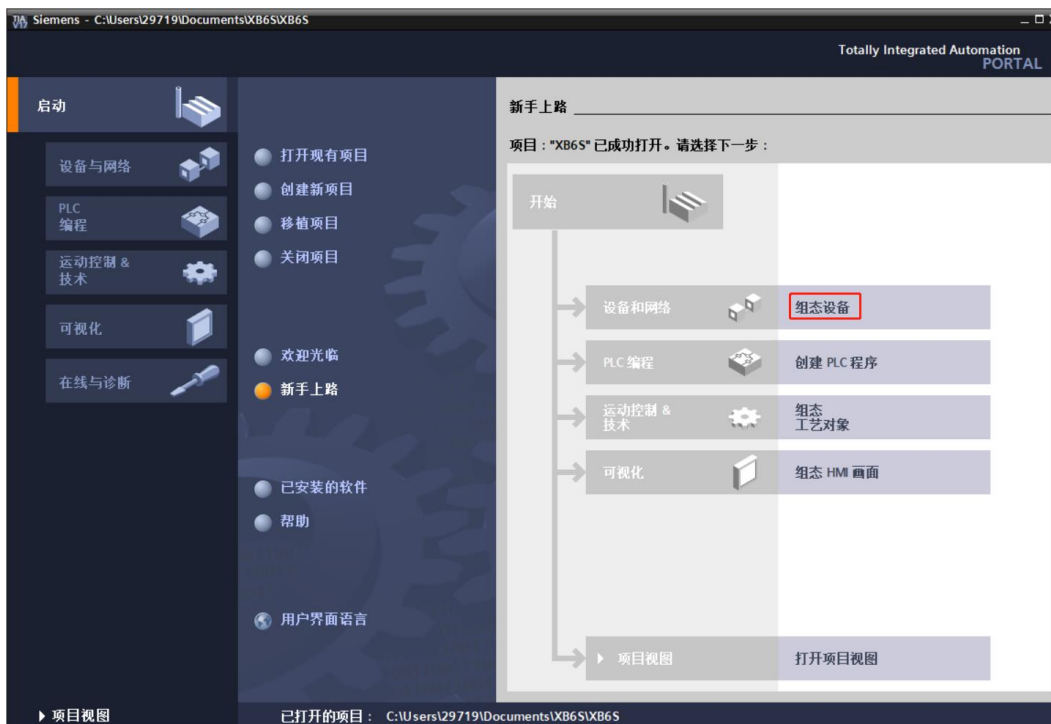 Siemens - C:\Users\29719\Documents\XB6S\XB6S
Totally Integrated Automation
PORTAL
启动
设备与网络
PLC
编程
运动控制 &
技术
可视化
在线与诊断
打开现有项目
创建新项目
移植项目
关闭项目
欢迎光临
新手上路
已安装的软件
帮助
用户界面语言
新手上路
项目："XB6S" 已成功打开。请选择下一步：
开始
设备和网络
组态设备
PLC 编程
创建 PLC 程序
运动控制 &
技术
组态
工艺对象
可视化
组态 HMI 画面
项目视图
打开项目视图
项目视图
已打开的项目： C:\Users\29719\Documents\XB6S\XB6S